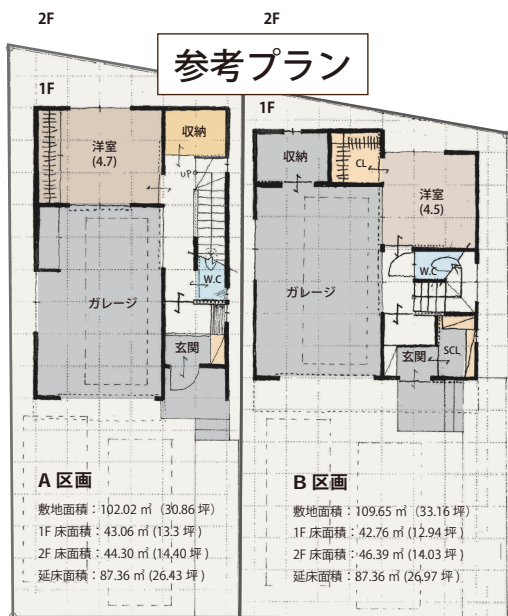 2F
2F
参考プラン
1F
収納
洋室
(4.7)
UP
W.C
ガレージ
玄関
A 区画
敷地面積：102.02 ㎡ (30.86 坪)
1F 床面積：43.06 ㎡ (13.3 坪 )
2F 床面積：44.30 ㎡ (14.40 坪 )
延床面積：87.36 ㎡ (26.43 坪 )
1F
収納
CL
洋室
(4.5)
W.C
ガレージ
玄関
SCL
B 区画
敷地面積：109.65 ㎡（33.16 坪)
1F 床面積：42.76 ㎡ (12.94 坪 )
2F 床面積：46.39 ㎡ (14.03 坪 )
延床面積：87.36 ㎡ (26.97 坪 )